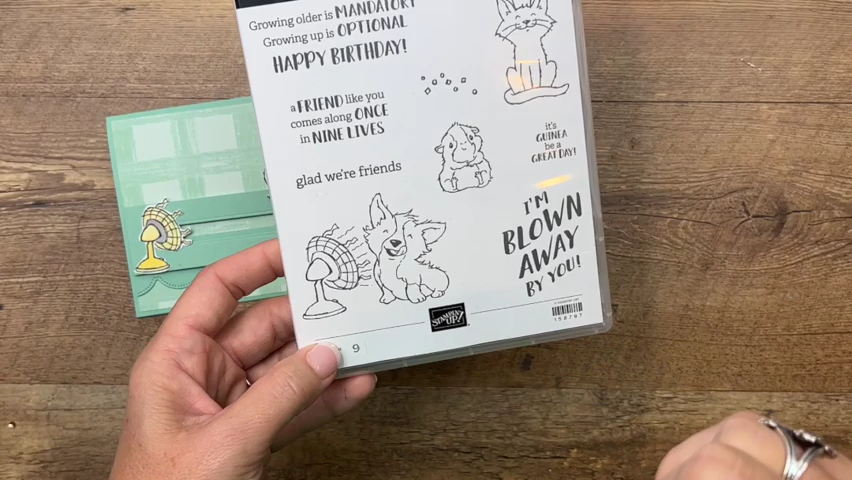 Growing older is MANDATORY
Growing up is OPTIONAL
HAPPY BIRTHDAY!
a FRIEND like you
comes along ONCE
in NINE LIVES
it's
GUINEA
be a
GREAT DAY!
glad we're friends
I'M
BLOWN
AWAY
BY YOU!
STAMPIN' UP!
158707
9